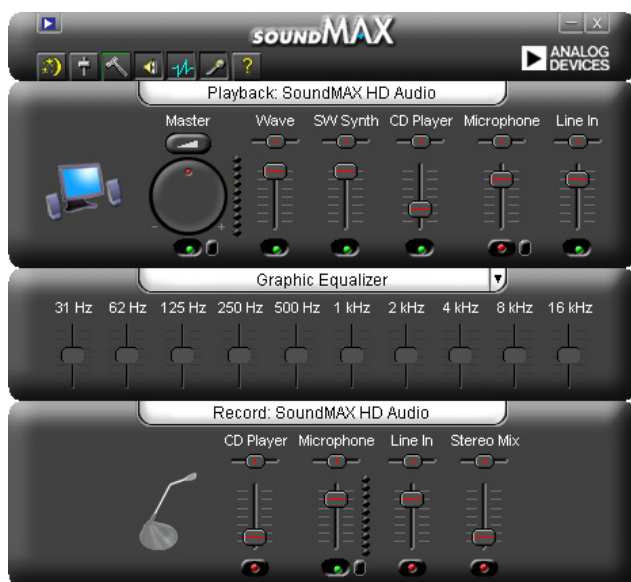 SOUNDMAX
ANALOG
DEVICES
Playback: SoundMAX HD Audio
Master Wave SW Synth CD Player Microphone Line In
- +
Graphic Equalizer
31 Hz 62 Hz 125 Hz 250 Hz 500 Hz 1 kHz 2 kHz 4 kHz 8 kHz 16 kHz
Record: SoundMAX HD Audio
CD Player Microphone Line In Stereo Mix